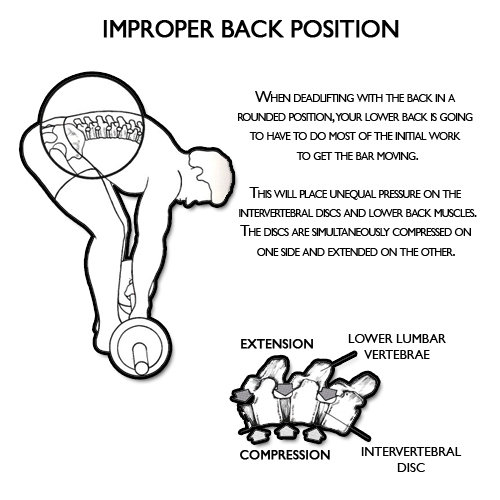 IMPROPER BACK POSITION
WHEN DEADLIFTING WITH THE BACK IN A
ROUNDED POSITION, YOUR LOWER BACK IS GOING
TO HAVE TO DO MOST OF THE INITIAL WORK
TO GET THE BAR MOVING.
THIS WILL PLACE UNEQUAL PRESSURE ON THE
INTERVERTEBRAL DISCS AND LOWER BACK MUSCLES.
THE DISCS ARE SIMULTANEOUSLY COMPRESSED ON
ONE SIDE AND EXTENDED ON THE OTHER.
EXTENSION
LOWER LUMBAR
VERTEBRAE
COMPRESSION
INTERVERTEBRAL
DISC